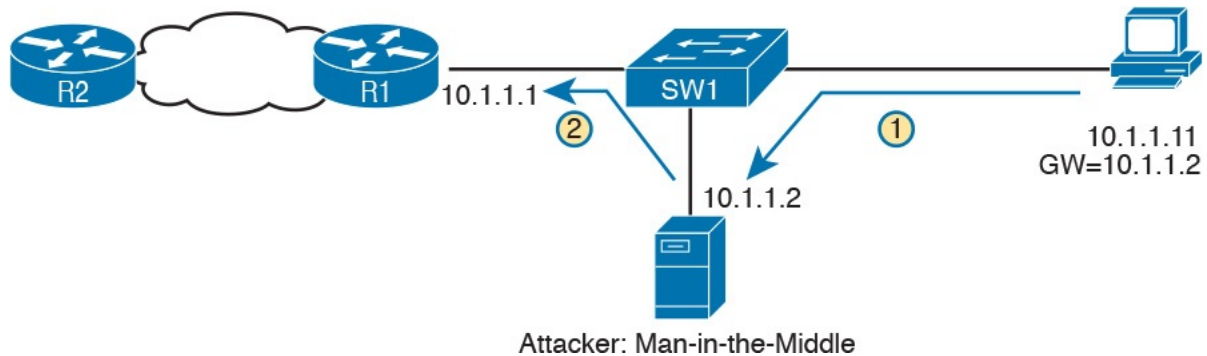 R2
R1
10.1.1.1
SW1
2
1
10.1.1.11
GW=10.1.1.2
10.1.1.2
Attacker: Man-in-the-Middle